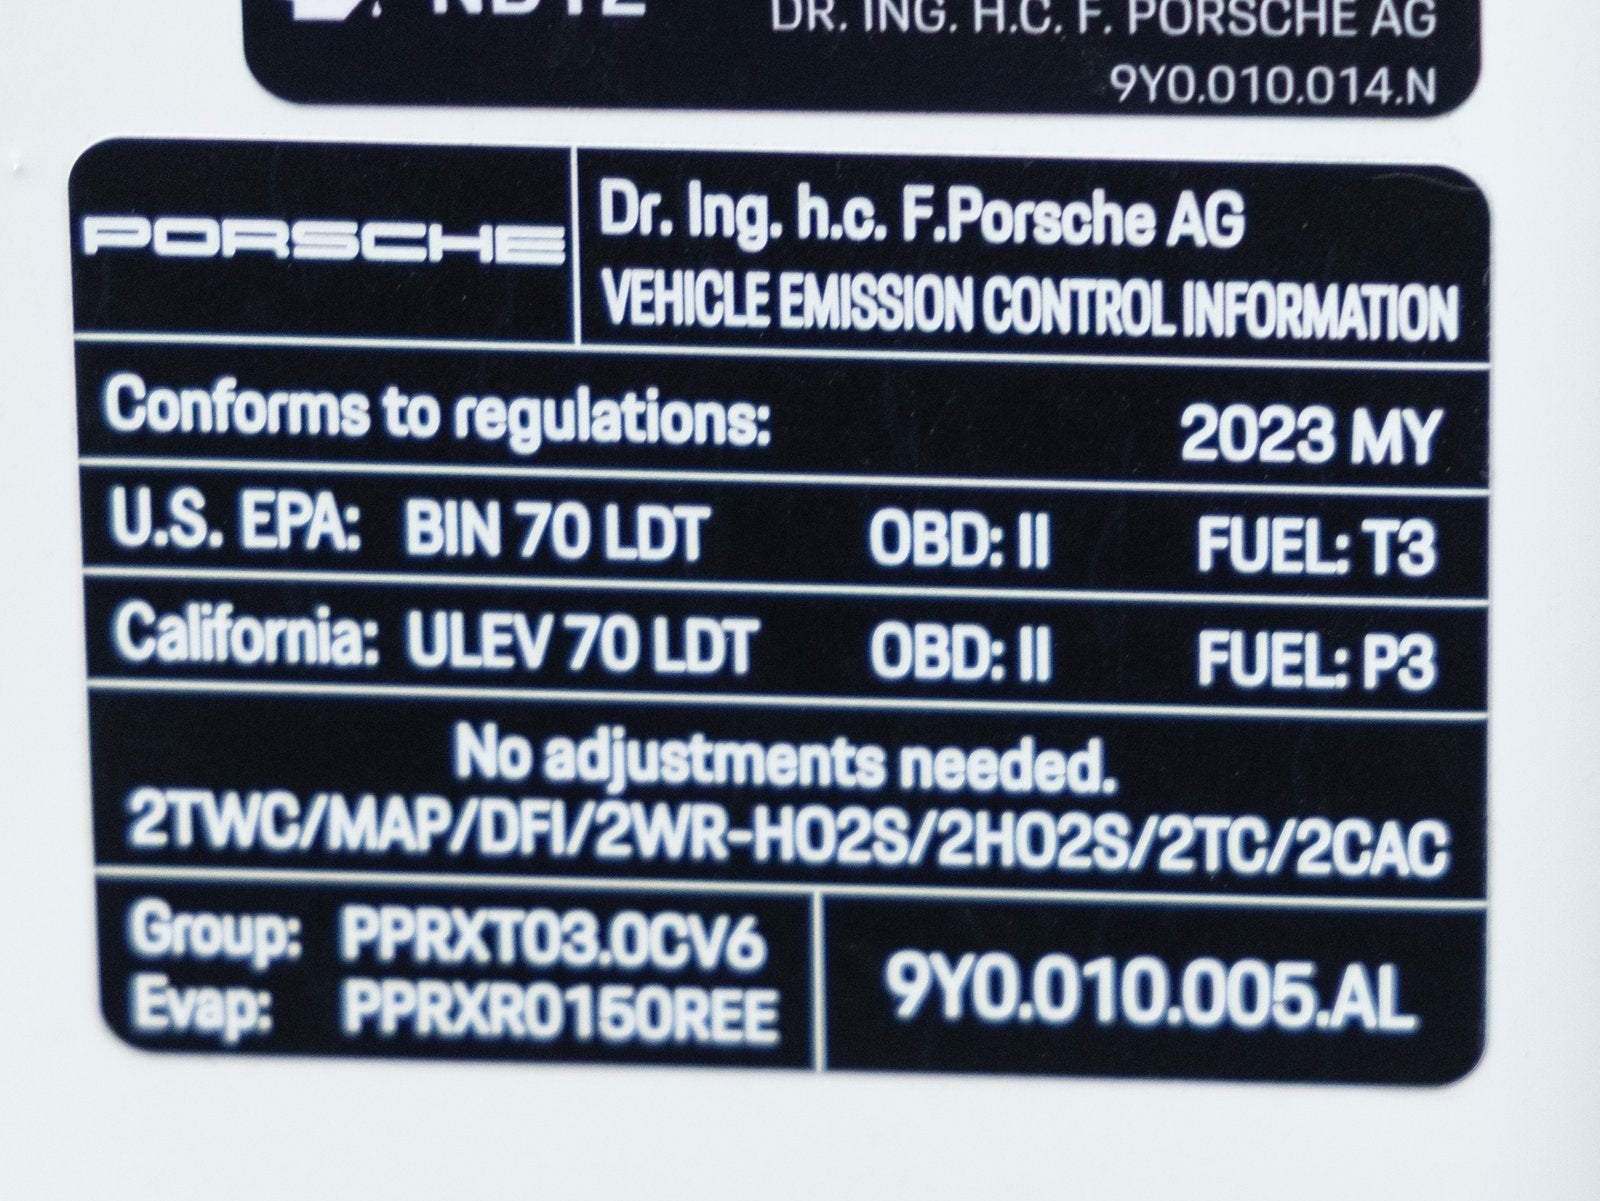 DR. ING. H.C. F. PORSCHE AG
9Y0.010.014.N
PORSCHE
Dr. Ing. h.c. F.Porsche AG
VEHICLE EMISSION CONTROL INFORMATION
Conforms to regulations: 2023 MY
U.S. EPA: BIN 70 LDT OBD: II FUEL: T3
California: ULEV 70 LDT OBD: II FUEL: P3
No adjustments needed.
2TWC/MAP/DFI/2WR-HO2S/2HO2S/2TC/2CAC
Group: PPRXT03.0CV6
Evap: PPRXR0150REE
9Y0.010.005.AL